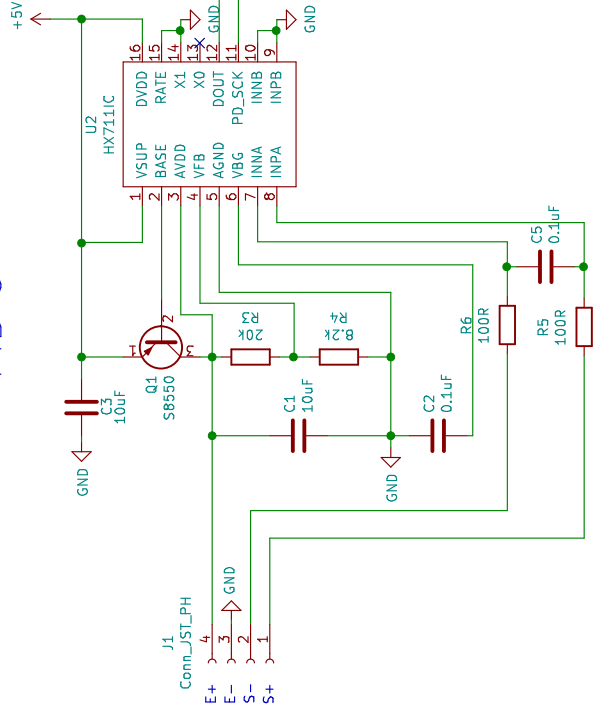 +5V
GND
GND
16
15
14
13
12
11
10
9
DVDD
RATE
X1
X0
DOUT
PD_SCK
INNB
INPB
U2
HX711IC
VSUP
BASE
AVDD
VFB
AGND
VBG
INNA
INPA
1
2
3
4
5
6
7
8
C5
0.1uF
R6
100R
R5
100R
2
1
3
Q1
S8550
R3
20k
R4
8.2k
C3
10uF
GND
C1
10uF
C2
0.1uF
GND
GND
J1
Conn_JST_PH
4
3
2
1
E+
E-
S-
S+